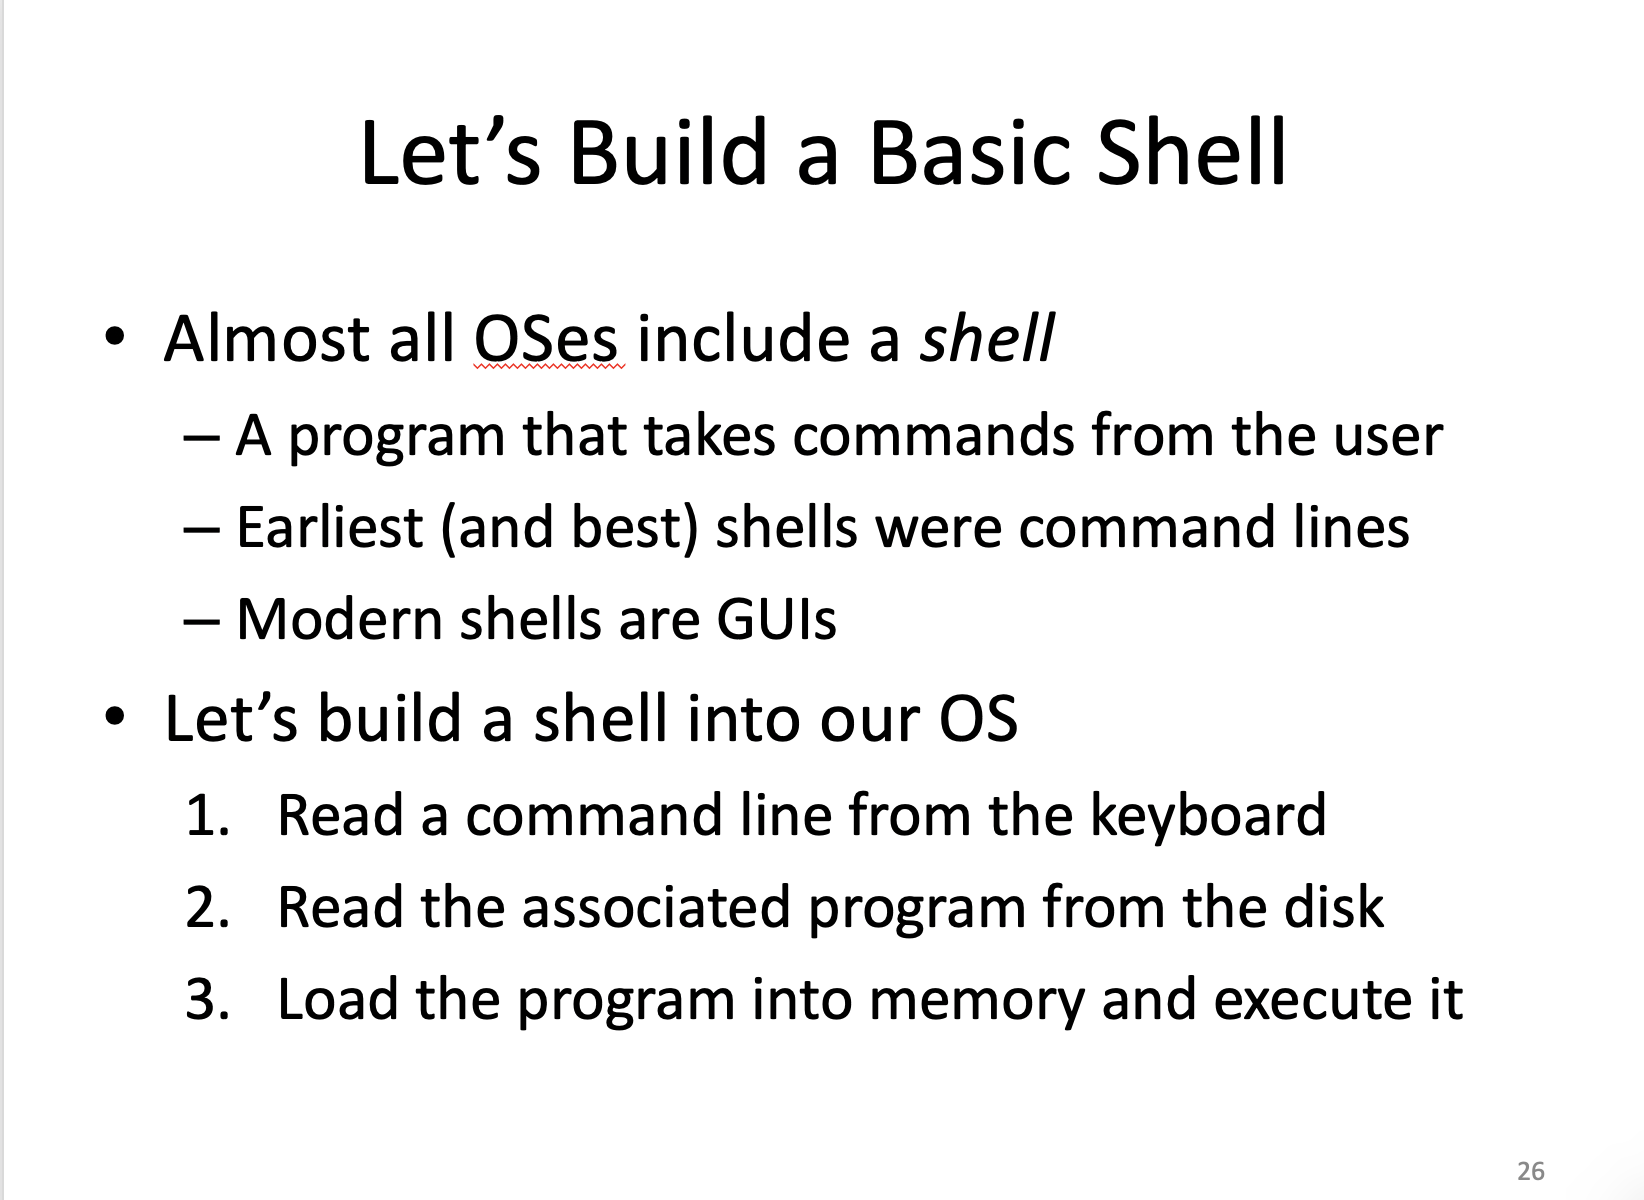 Let’s Build a Basic Shell
• Almost all OSes include a shell
– A program that takes commands from the user
– Earliest (and best) shells were command lines
– Modern shells are GUIs
• Let’s build a shell into our OS
1. Read a command line from the keyboard
2. Read the associated program from the disk
3. Load the program into memory and execute it
26